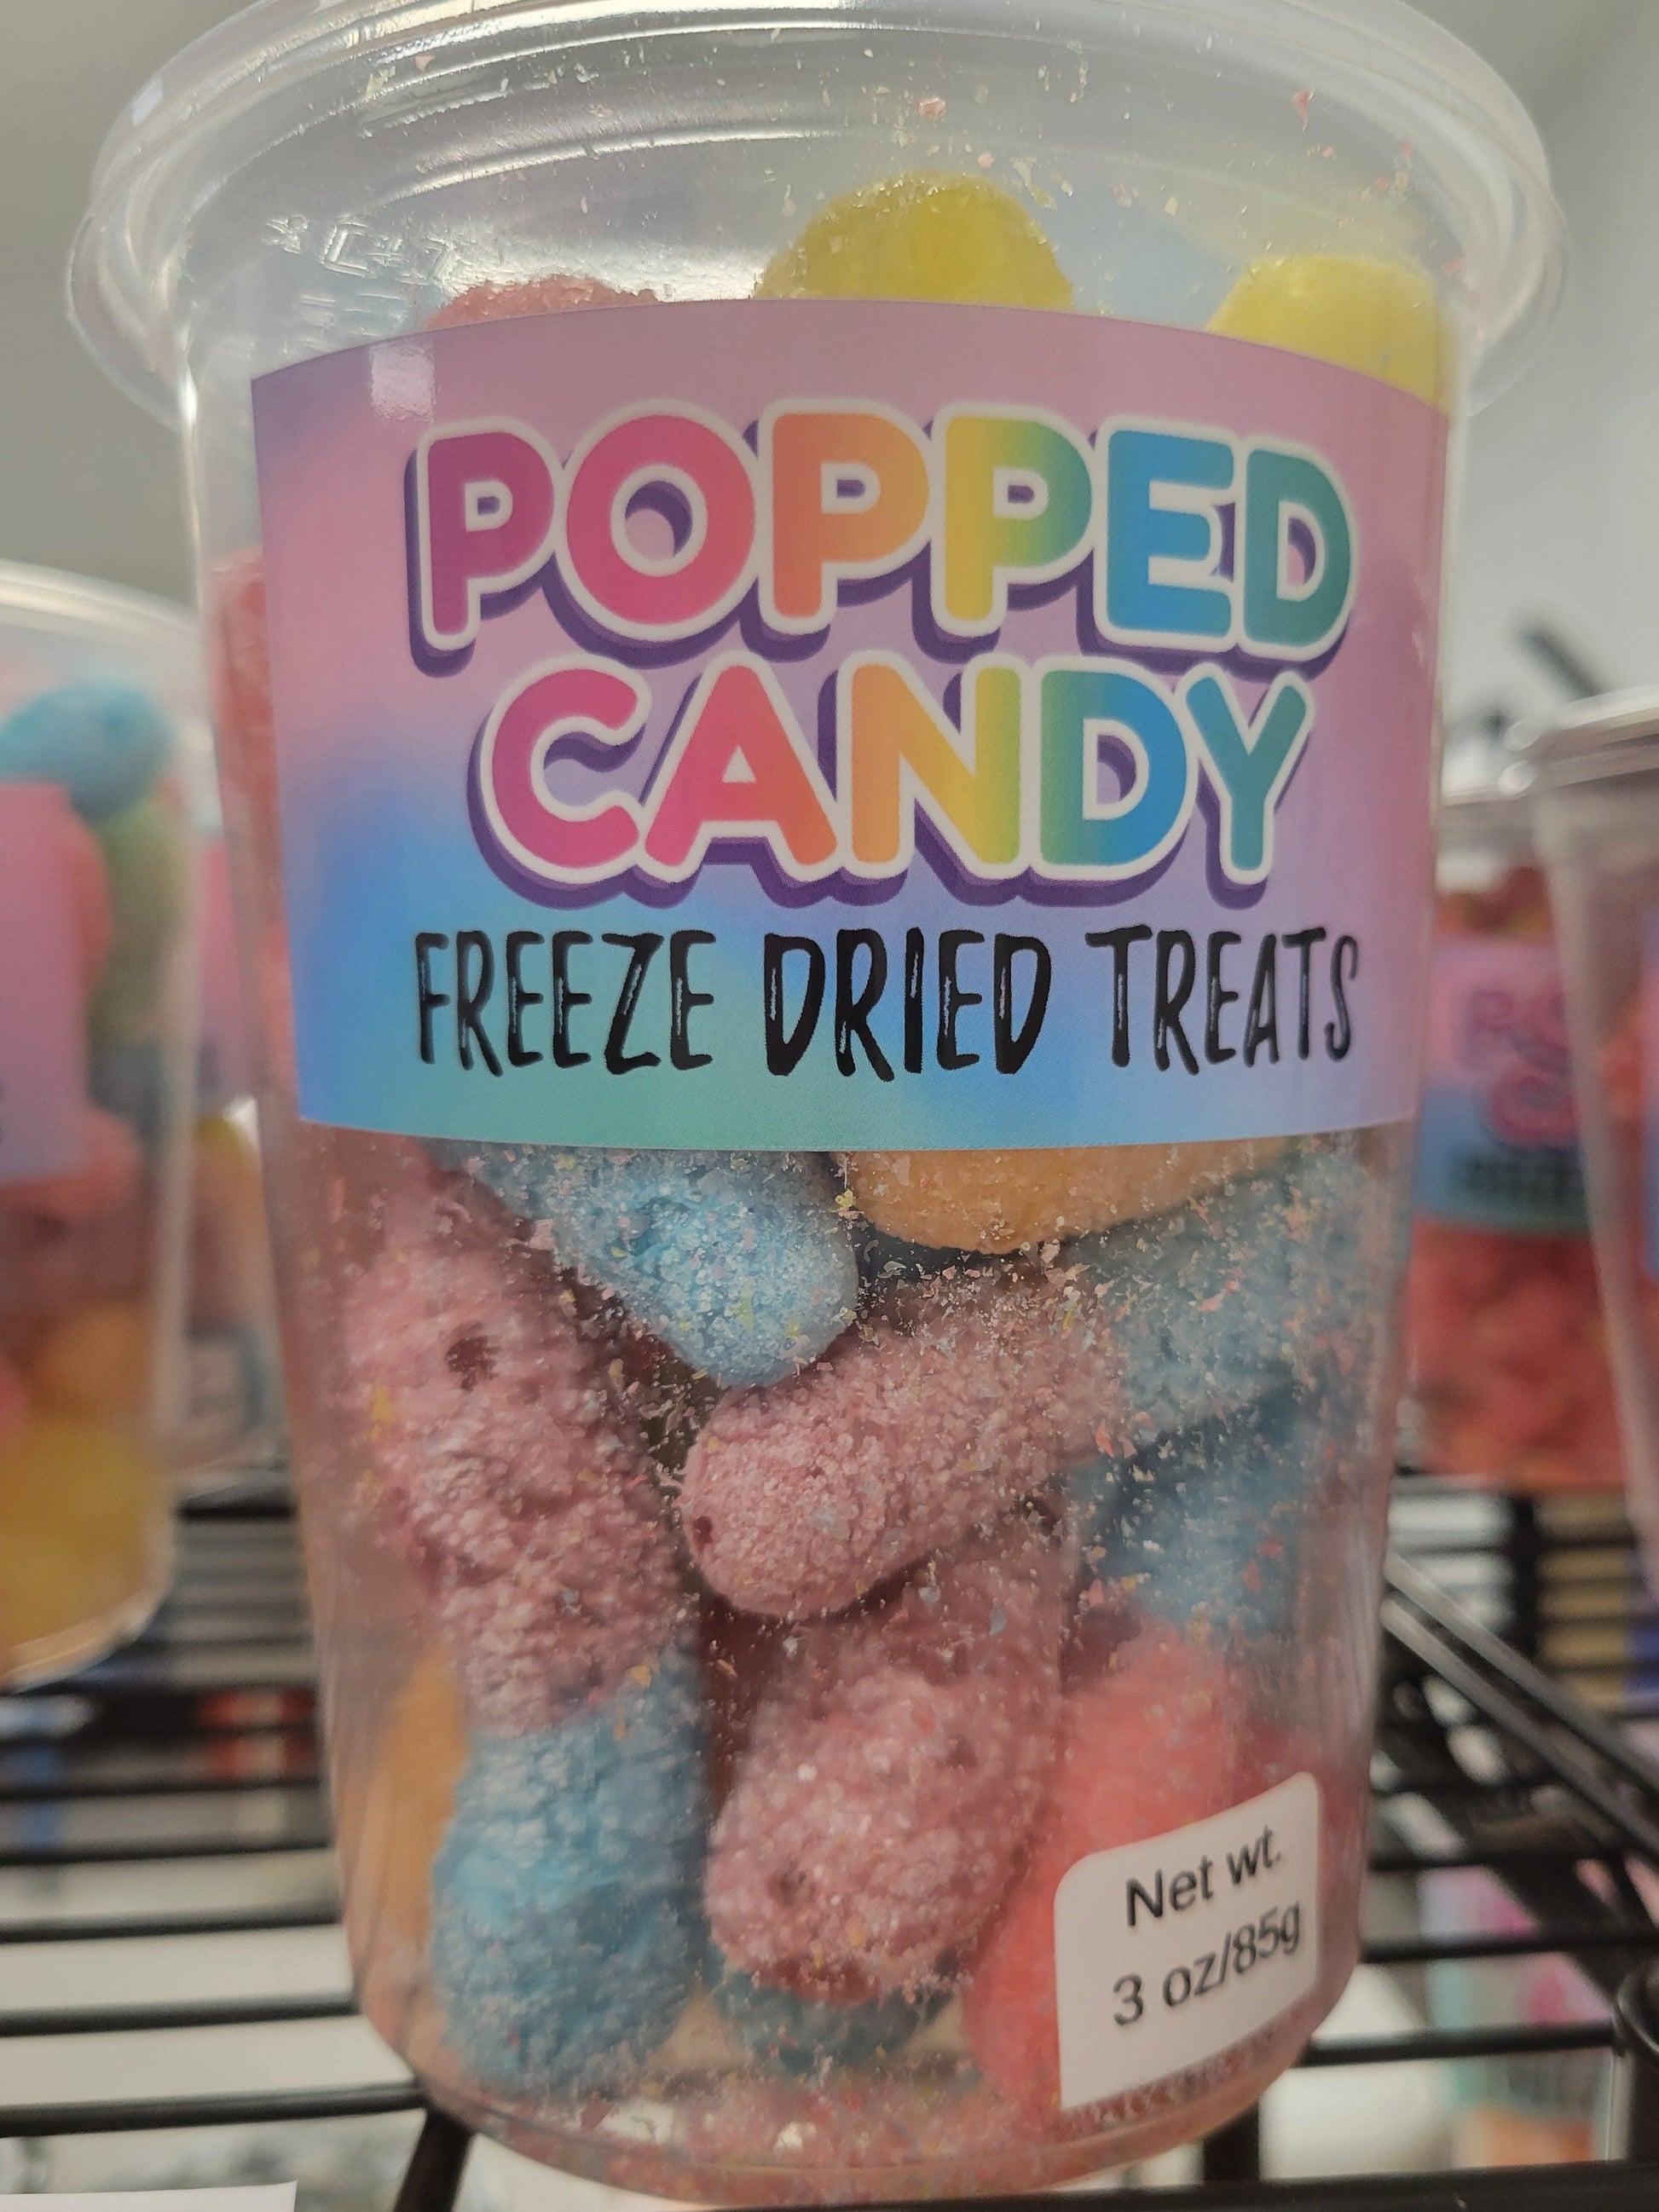 POPPED
CANDY
FREEZE DRIED TREATS
Net wt.
3 oz/85g